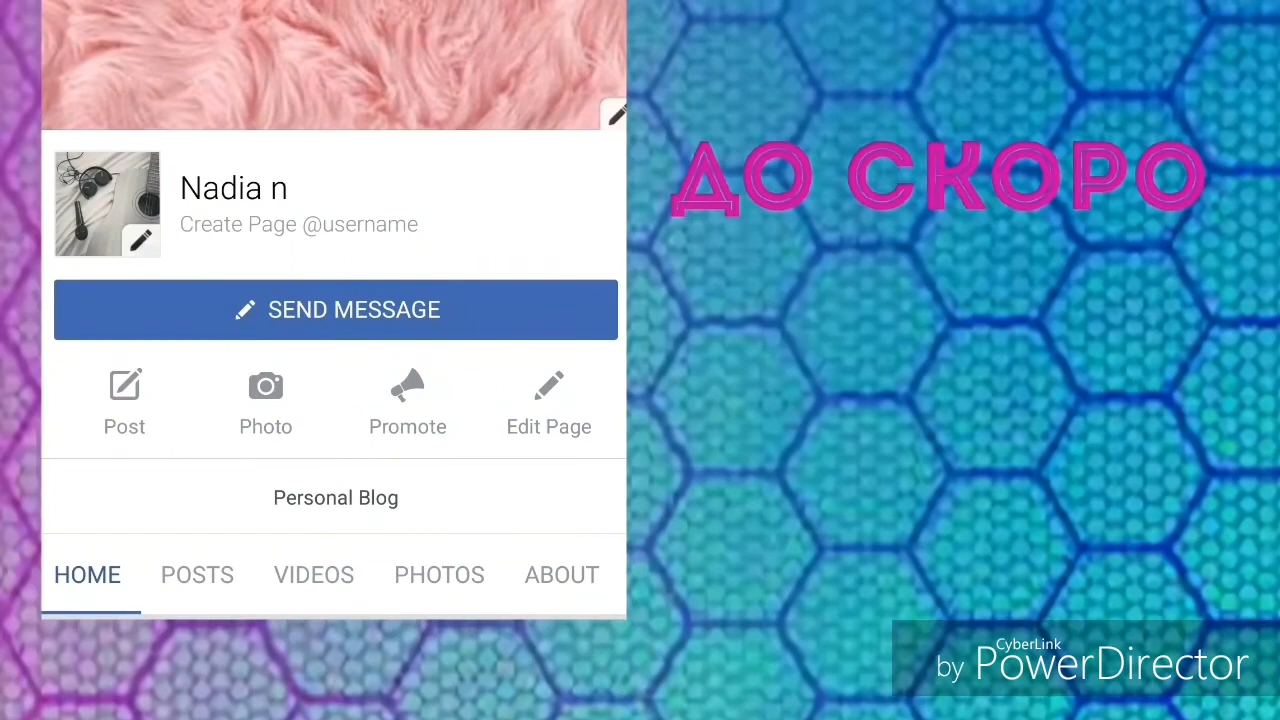 Nadia n
Create Page @username
SEND MESSAGE
Post Photo Promote Edit Page
Personal Blog
HOME POSTS VIDEOS PHOTOS ABOUT
ДО СКОРО
CyberLink
by PowerDirector